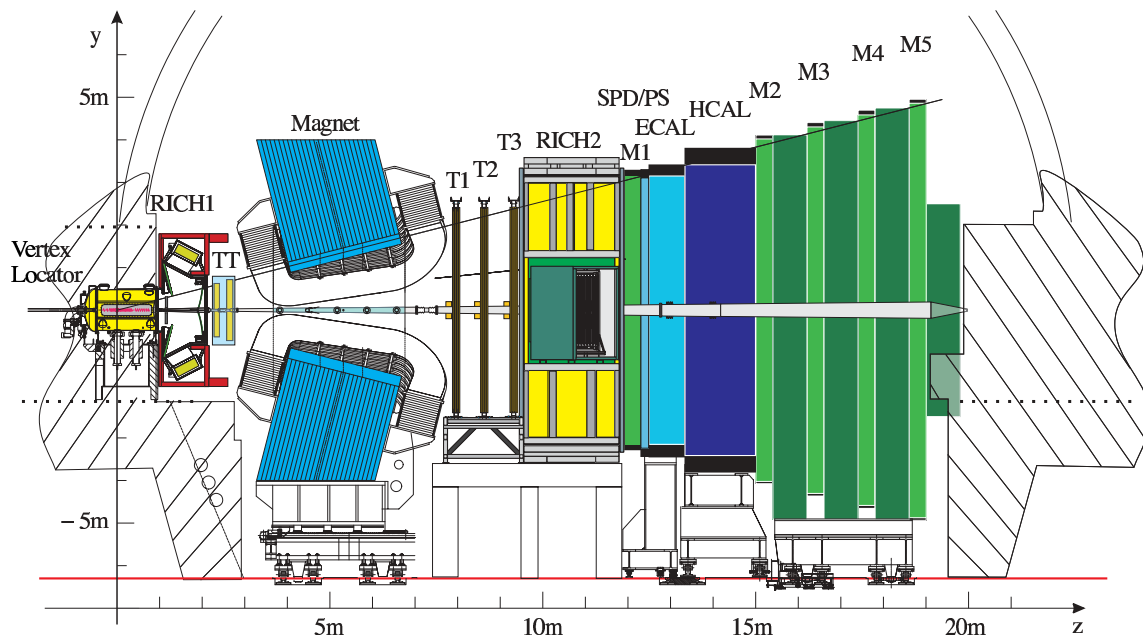 y
5m
− 5m
Vertex
Locator
RICH1
TT
Magnet
T1
T2
T3
RICH2
M1
SPD/PS
ECAL
HCAL
M2
M3
M4
M5
5m
10m
15m
20m
z